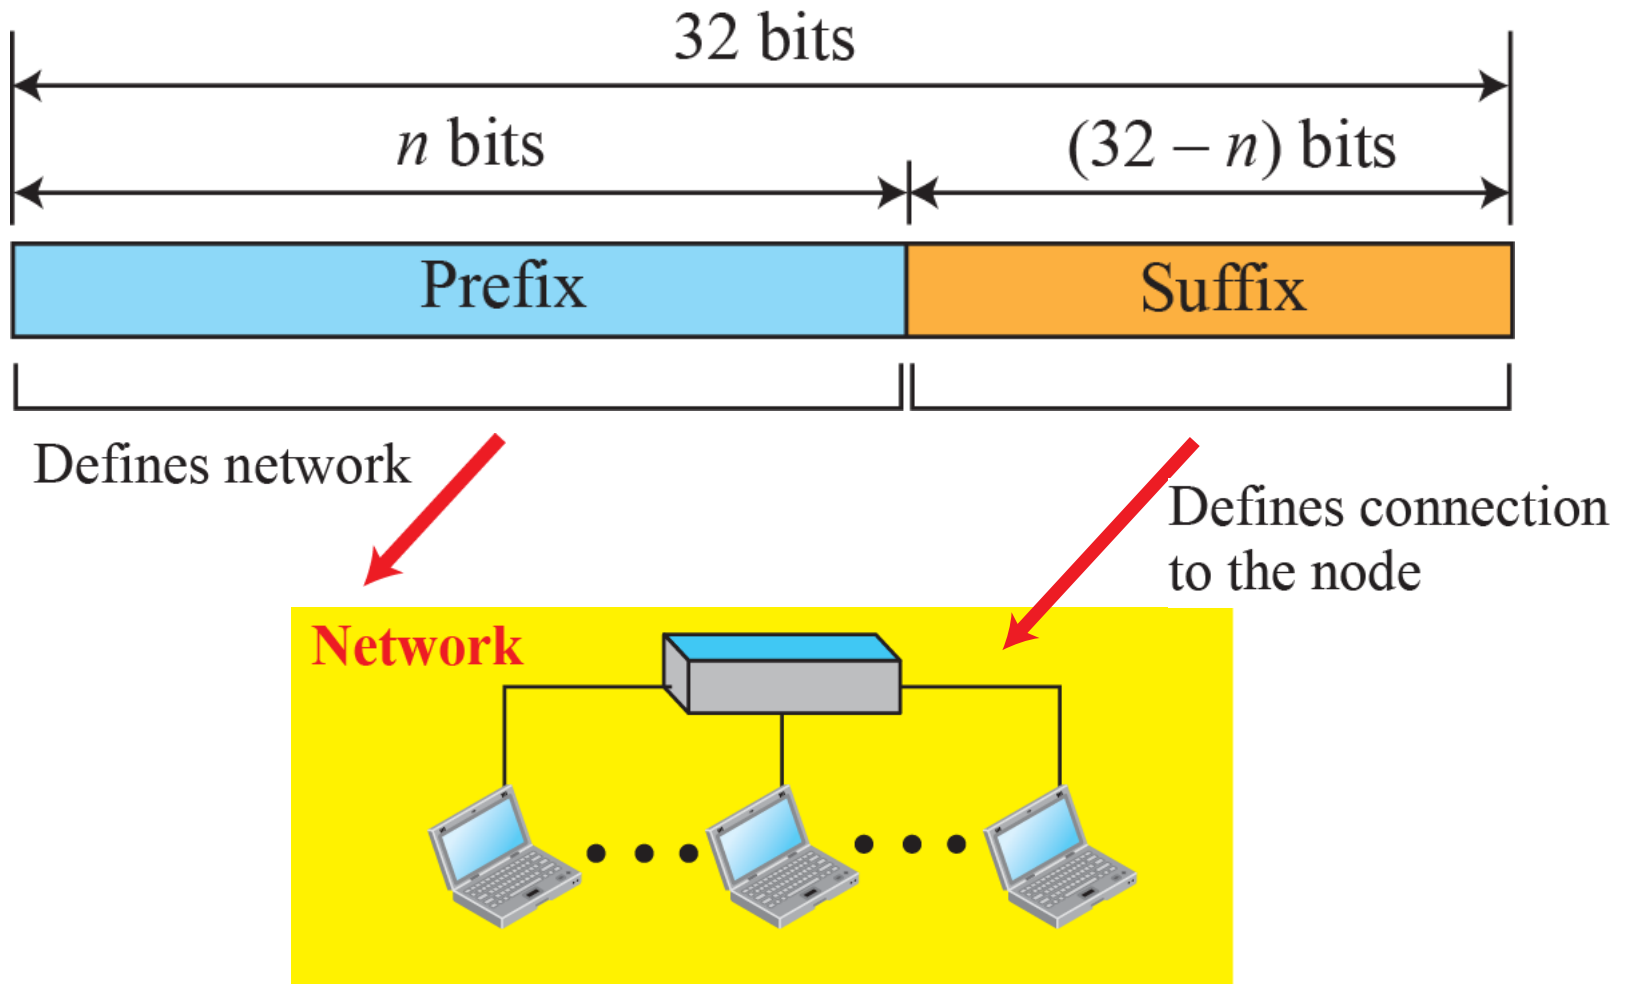 32 bits
n bits
(32 – n) bits
Prefix
Suffix
Defines network
Defines connection
to the node
Network